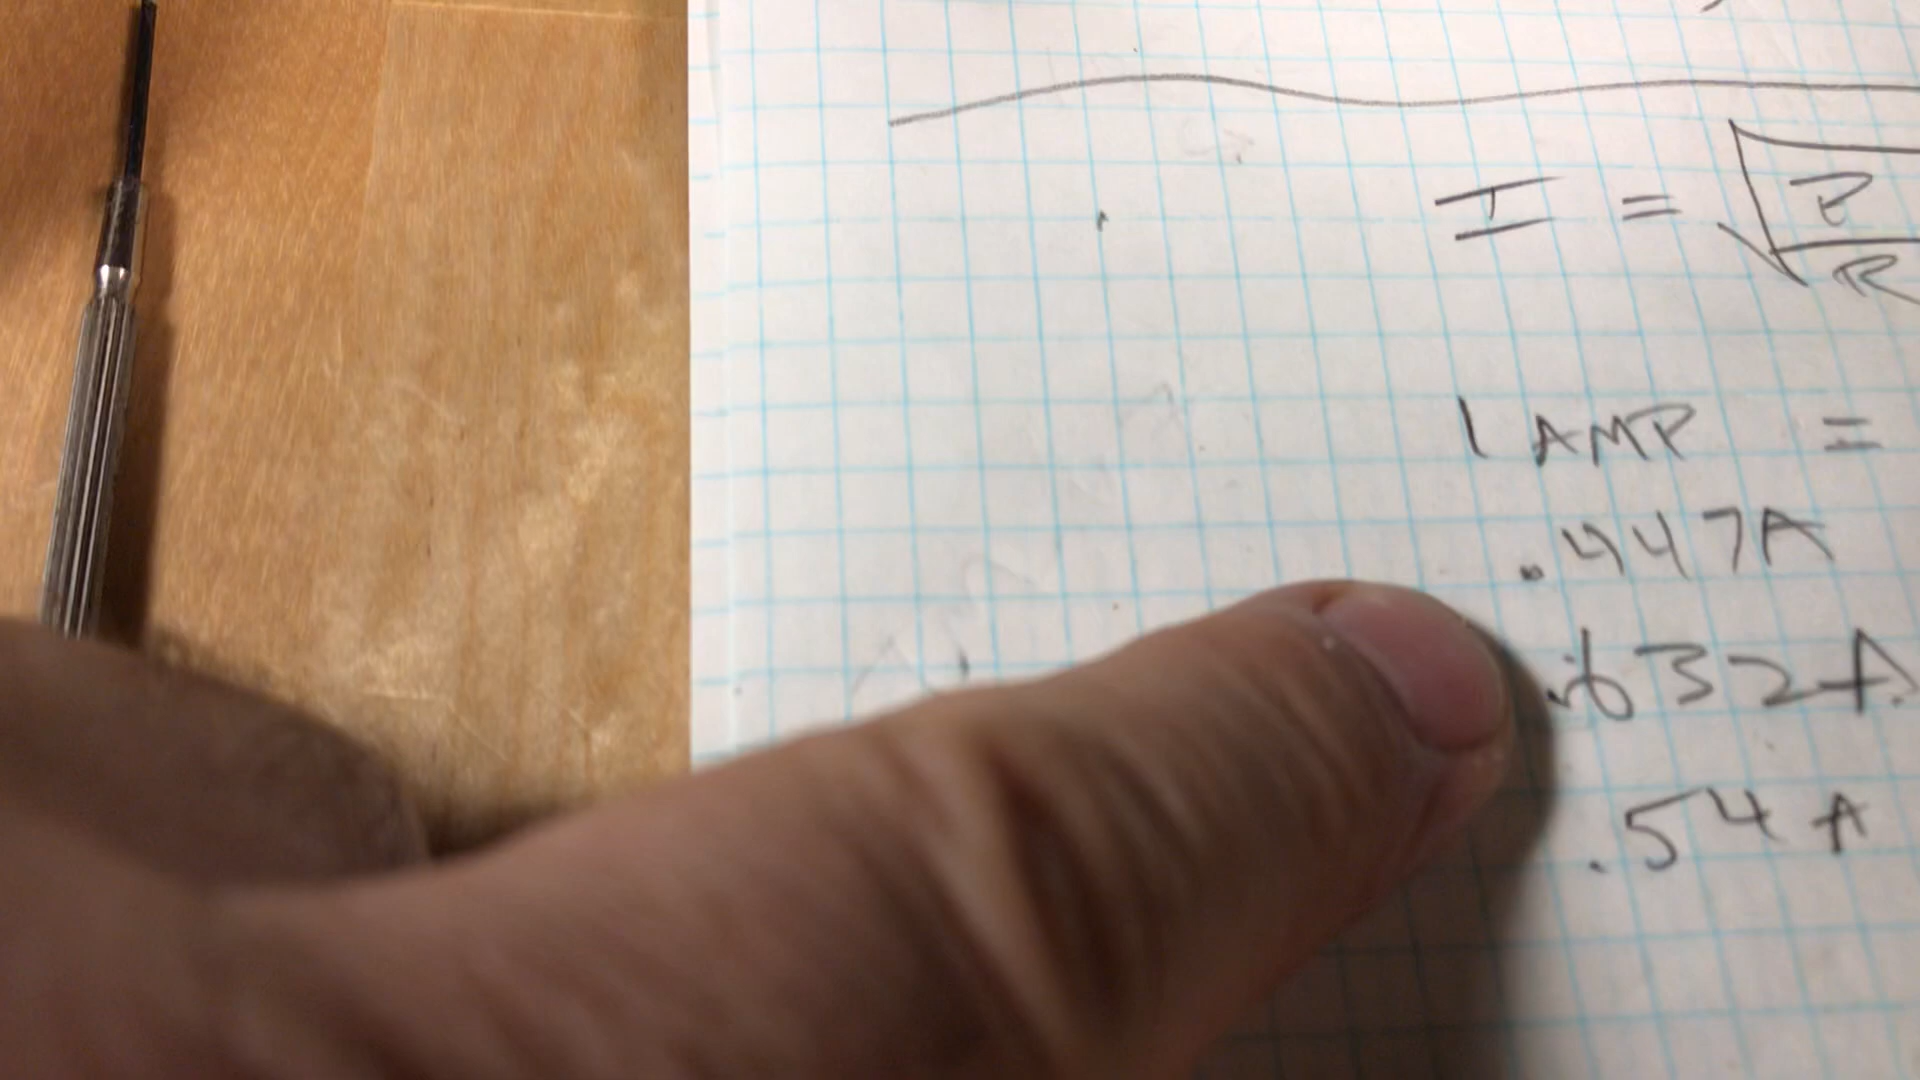 I = √P/R
1 AMP =
.447A
.632A
.54A